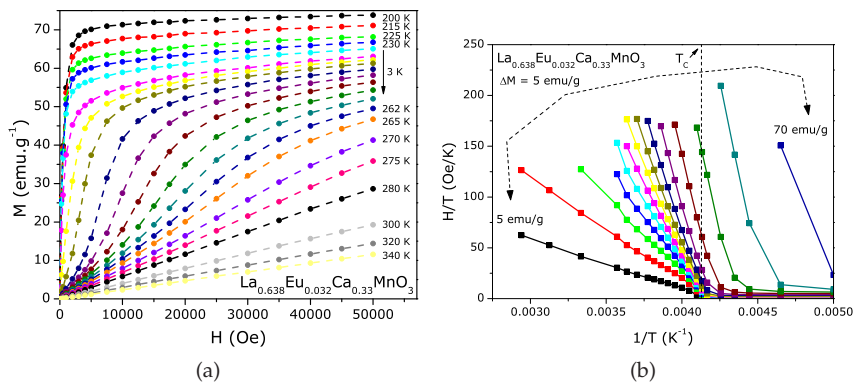 75
70
60
50
40
30
20
10
0
M (emu.g⁻¹)
200 K
215 K
225 K
230 K
3 K
262 K
265 K
270 K
275 K
280 K
300 K
320 K
340 K
La₀.₆₃₈Eu₀.₀₃₂Ca₀.₃₃MnO₃
0 10000 20000 30000 40000 50000
H (Oe)
(a)
250
200
150
100
50
0
H/T (Oe/K)
La₀.₆₃₈Eu₀.₀₃₂Ca₀.₃₃MnO₃
T_C
ΔM = 5 emu/g
70 emu/g
5 emu/g
0.0030 0.0035 0.0040 0.0045 0.0050
1/T (K⁻¹)
(b)